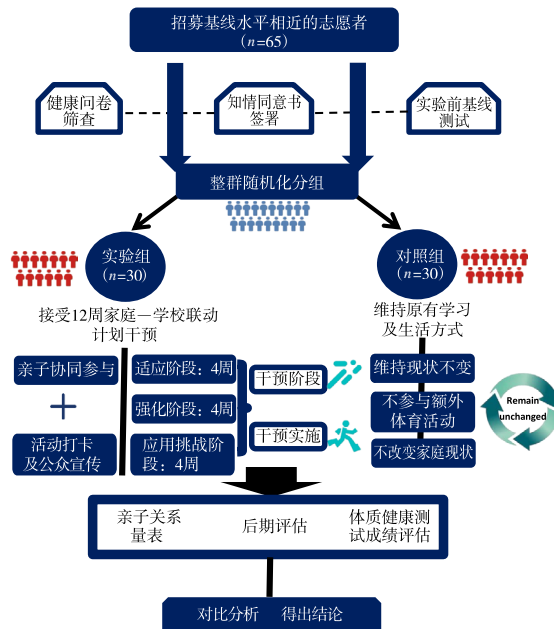 招募基线水平相近的志愿者
(n=65)
健康问卷
筛查
知情同意书
签署
实验前基线
测试
整群随机化分组
实验组
(n=30)
对照组
(n=30)
接受12周家庭—学校联动
计划干预
维持原有学习
及生活方式
亲子协同参与
+
活动打卡
及公众宣传
适应阶段：4周
强化阶段：4周
应用挑战阶
段：4周
干预阶段
干预实施
维持现状不变
不参与额外
体育活动
不改变家庭现状
Remain
unchanged
亲子关系
量表
后期评估
体质健康测
试成绩评估
对比分析 得出结论